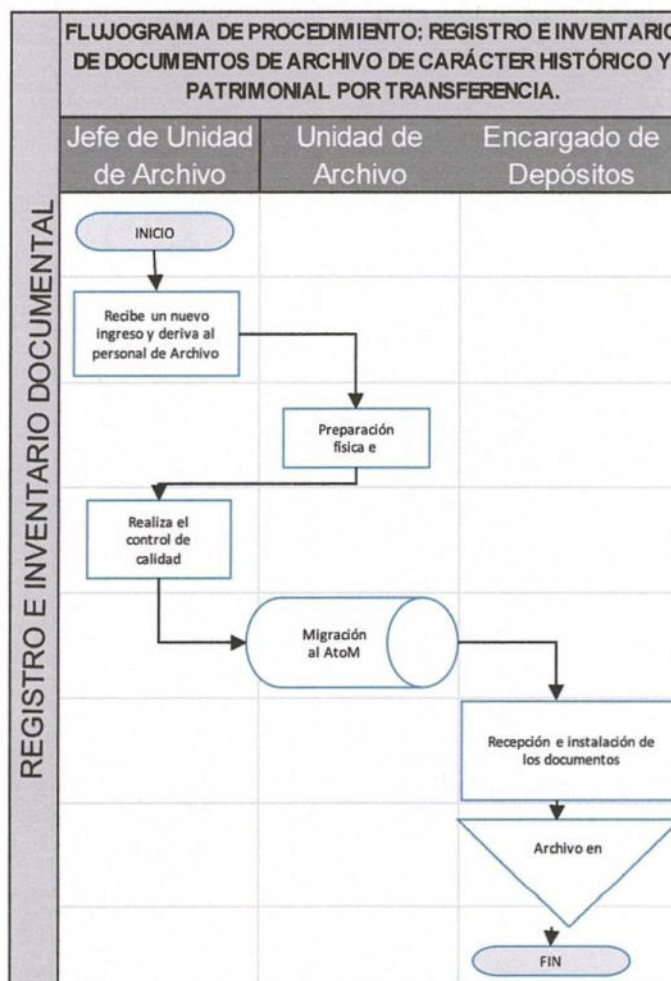 FLUJOGRAMA DE PROCEDIMIENTO: REGISTRO E INVENTARIO
DE DOCUMENTOS DE ARCHIVO DE CARÁCTER HISTÓRICO Y
PATRIMONIAL POR TRANSFERENCIA.
Jefe de Unidad
de Archivo
Unidad de
Archivo
Encargado de
Depósitos
REGISTRO E INVENTARIO DOCUMENTAL
INICIO
Recibe un nuevo
ingreso y deriva al
personal de Archivo
Preparación
física e
Realiza el
control de
calidad
Migración
al AtoM
Recepción e instalación de
los documentos
Archivo en
FIN